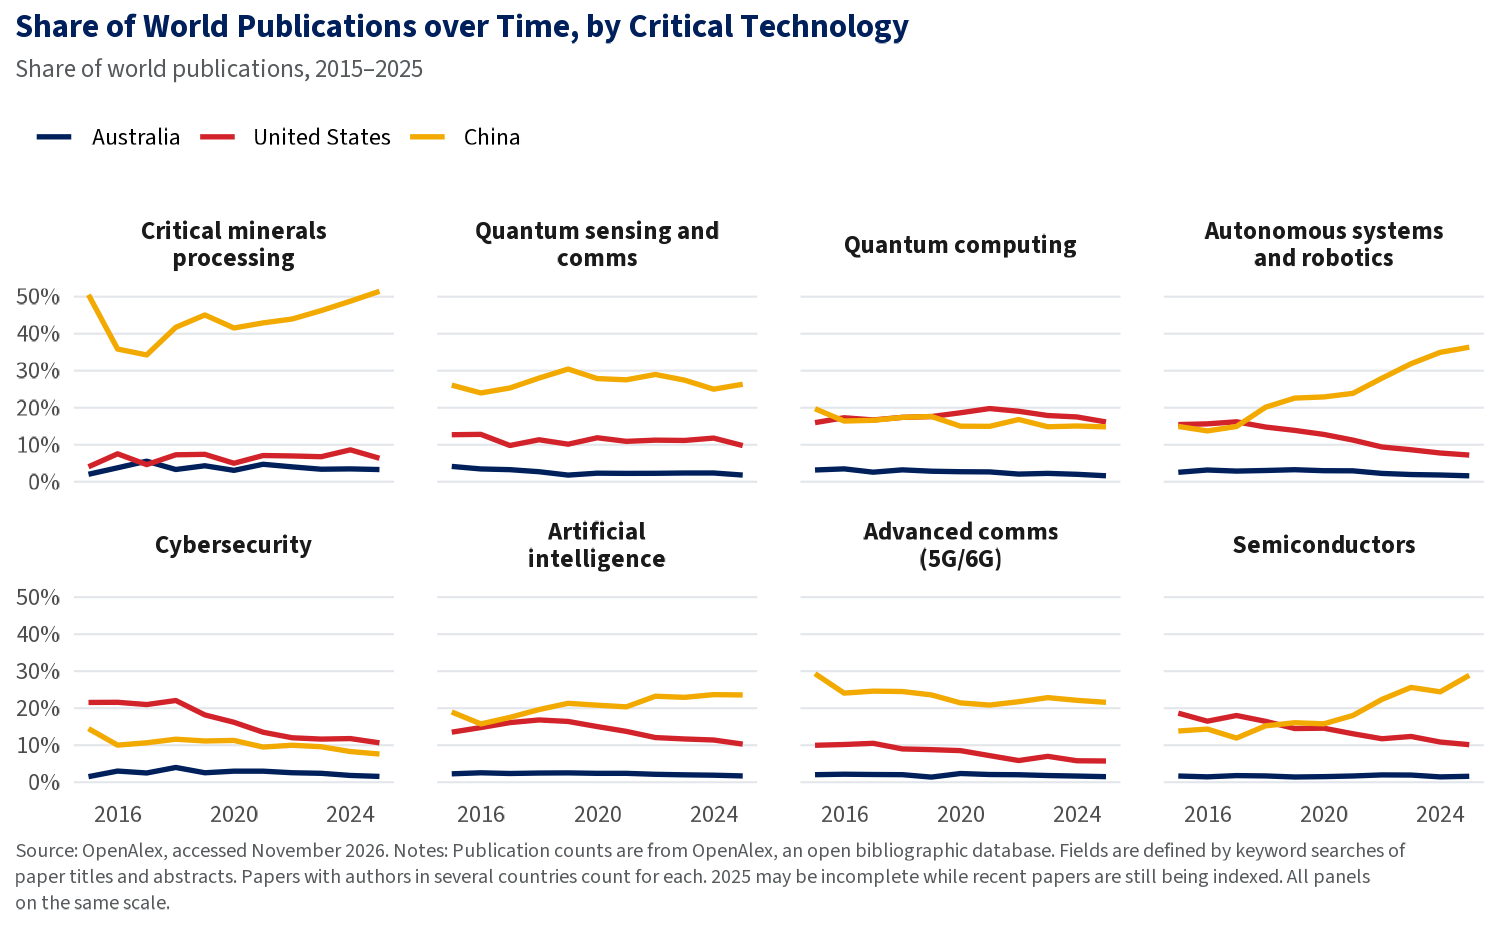 Share of World Publications over Time, by Critical Technology
Share of world publications, 2015–2025
Australia United States China
Critical minerals
processing
Quantum sensing and
comms
Quantum computing
Autonomous systems
and robotics
50%
40%
30%
20%
10%
0%
Cybersecurity
Artificial
intelligence
Advanced comms
(5G/6G)
Semiconductors
50%
40%
30%
20%
10%
0%
2016 2020 2024 2016 2020 2024 2016 2020 2024 2016 2020 2024
Source: OpenAlex, accessed November 2026. Notes: Publication counts are from OpenAlex, an open bibliographic database. Fields are defined by keyword searches of
paper titles and abstracts. Papers with authors in several countries count for each. 2025 may be incomplete while recent papers are still being indexed. All panels
on the same scale.